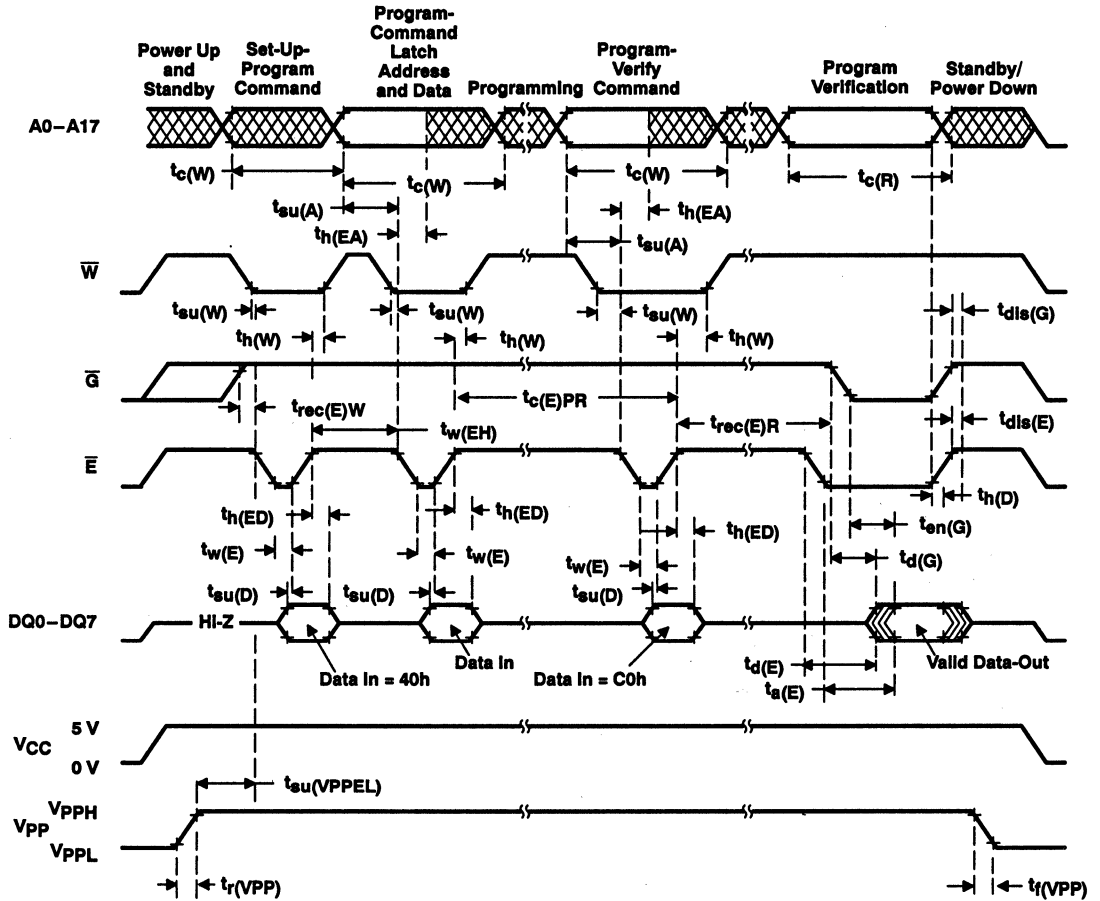 Power Up
and
Standby
Set-Up-
Program
Command
Program-
Command
Latch
Address
and Data
Programming
Program-
Verify
Command
Program
Verification
Standby/
Power Down
A0–A17
tc(W)
tc(W)
tc(W)
tc(R)
tsu(A)
th(EA)
th(EA)
tsu(A)
W
tsu(W)
tsu(W)
tsu(W)
tdis(G)
th(W)
th(W)
th(W)
G
trec(E)W
tc(E)PR
trec(E)R
tdis(E)
tw(EH)
E
th(D)
th(ED)
th(ED)
th(ED)
ten(G)
tw(E)
tw(E)
tw(E)
td(G)
tsu(D)
tsu(D)
tsu(D)
DQ0–DQ7
HI-Z
Data In = 40h
Data In
Data In = C0h
Valid Data-Out
td(E)
ta(E)
VCC
5 V
0 V
tsu(VPPEL)
VPP
VPPH
VPPL
tr(VPP)
tf(VPP)